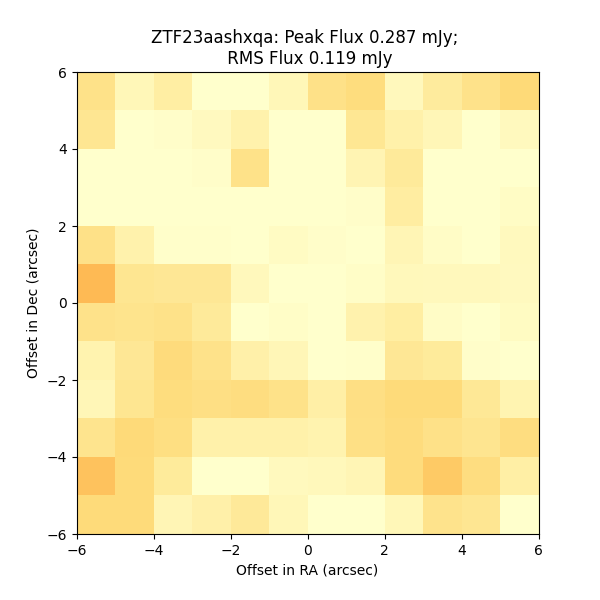 ZTF23aashxqa: Peak Flux 0.287 mJy;
RMS Flux 0.119 mJy
6
4
2
0
−2
−4
−6
Offset in Dec (arcsec)
−6 −4 −2 0 2 4 6
Offset in RA (arcsec)